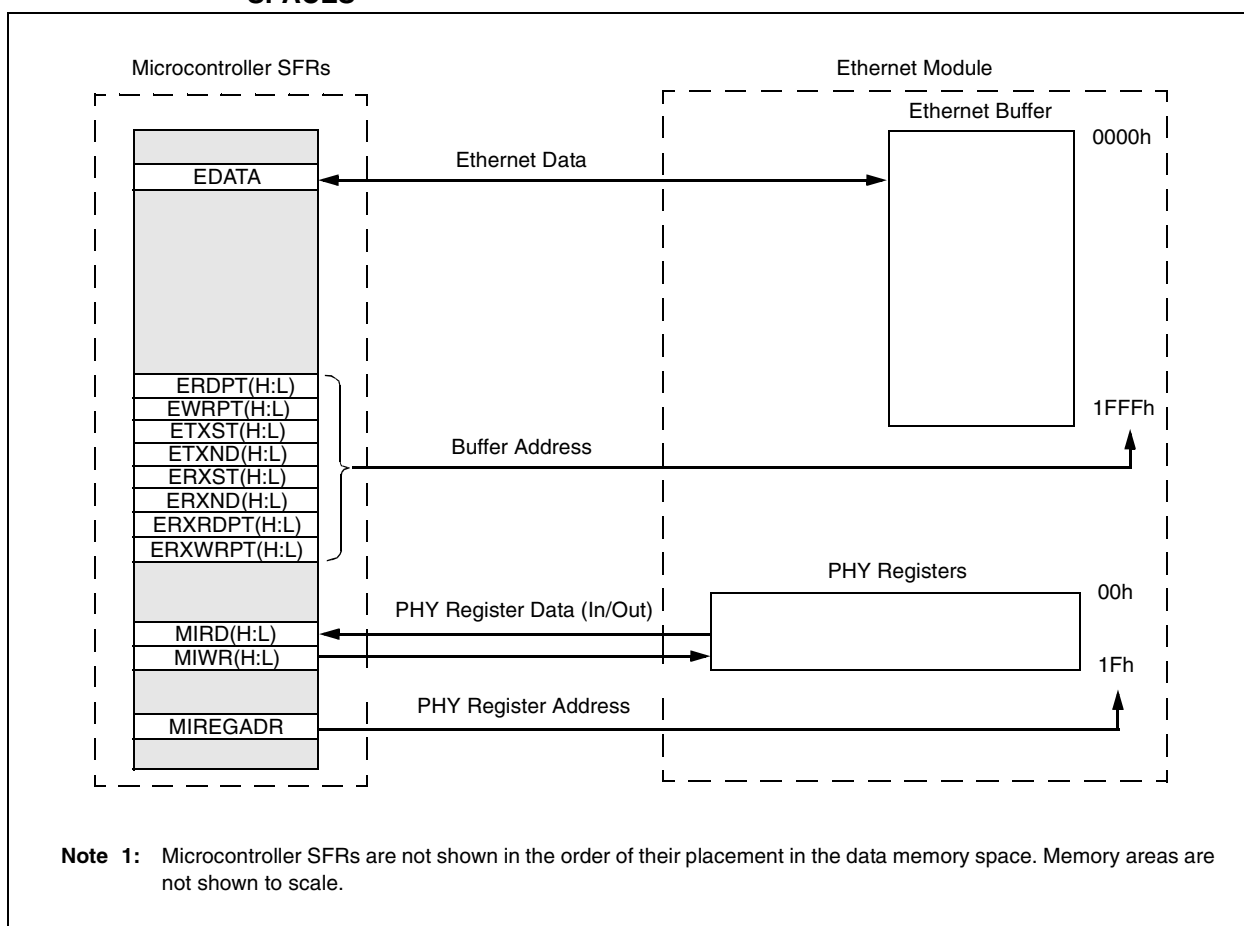 SPACES
Microcontroller SFRs
Ethernet Module
Ethernet Buffer
0000h
Ethernet Data
EDATA
ERDPT(H:L)
EWRPT(H:L)
ETXST(H:L)
ETXND(H:L)
ERXST(H:L)
ERXND(H:L)
ERXRDPT(H:L)
ERXWRPT(H:L)
1FFFh
Buffer Address
PHY Registers
00h
PHY Register Data (In/Out)
MIRD(H:L)
MIWR(H:L)
1Fh
PHY Register Address
MIREGADR
Note 1: Microcontroller SFRs are not shown in the order of their placement in the data memory space. Memory areas are
not shown to scale.